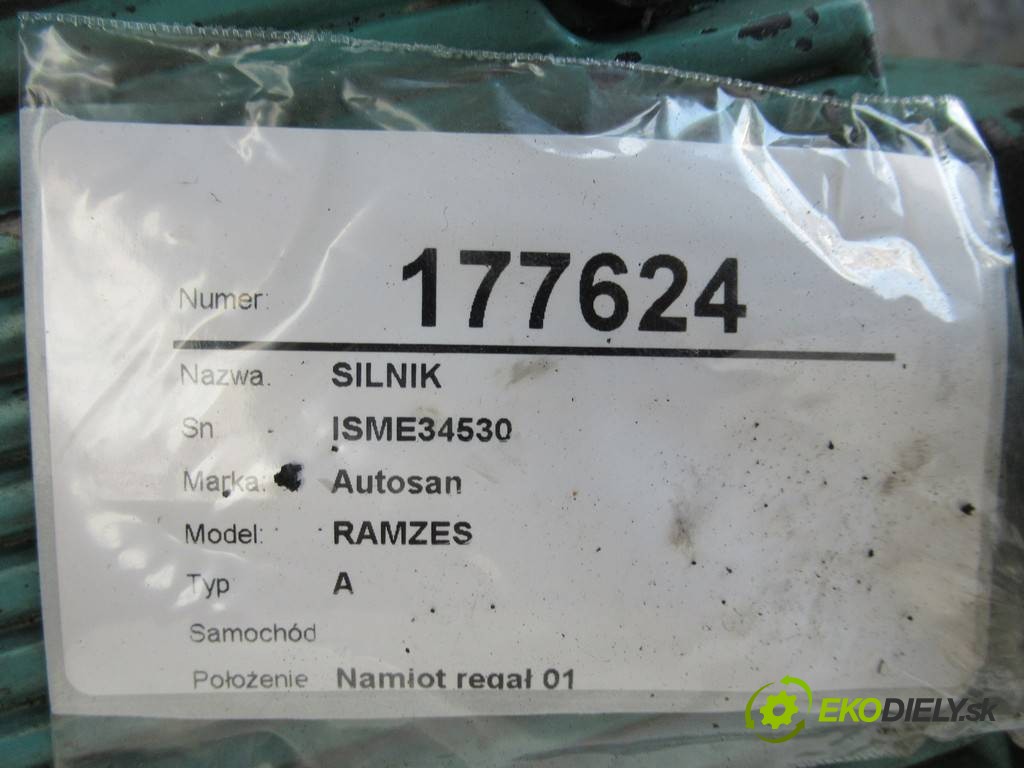 Numer: 177624
Nazwa. SILNIK
Sn ISME34530
Marka: Autosan
Model: RAMZES
Typ A
Samochód
Położenie Namiot regał 01
EKODIELY.sk